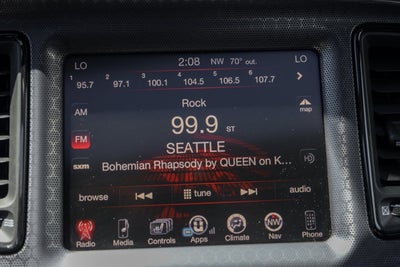 LO 2:08 NW 70° out. LO
1 95.7 2 97.1 3 100.1 4 104.5 5 106.5 6 107.7
Rock
AM
99.9 ST
map
FM
SEATTLE
sxm
Bohemian Rhapsody by QUEEN on K...
browse tune audio
Radio Media Controls Apps Climate Nav Phone